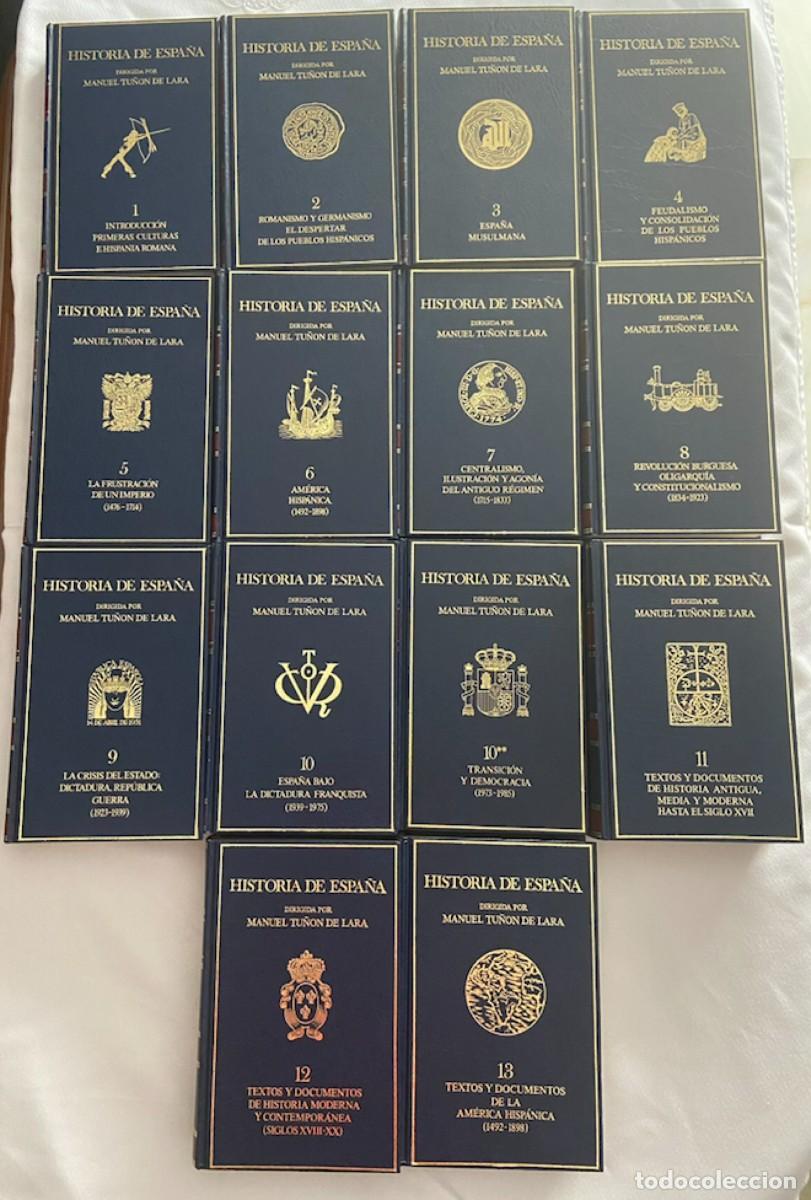 HISTORIA DE ESPAÑA
DIRIGIDA POR
MANUEL TUÑON DE LARA
1
INTRODUCCIÓN
PRIMERAS CULTURAS
E HISPANIA ROMANA
HISTORIA DE ESPAÑA
DIRIGIDA POR
MANUEL TUÑON DE LARA
2
ROMANISMO Y GERMANISMO
EL DESPERTAR
DE LOS PUEBLOS HISPÁNICOS
HISTORIA DE ESPAÑA
DIRIGIDA POR
MANUEL TUÑON DE LARA
3
ESPAÑA
MUSULMANA
HISTORIA DE ESPAÑA
DIRIGIDA POR
MANUEL TUÑON DE LARA
4
FEUDALISMO
Y CONSOLIDACIÓN
DE LOS PUEBLOS
HISPÁNICOS
HISTORIA DE ESPAÑA
DIRIGIDA POR
MANUEL TUÑON DE LARA
5
LA FRUSTRACIÓN
DE UN IMPERIO
(1476-1714)
HISTORIA DE ESPAÑA
DIRIGIDA POR
MANUEL TUÑON DE LARA
6
AMÉRICA
HISPÁNICA
(1492-1898)
HISTORIA DE ESPAÑA
DIRIGIDA POR
MANUEL TUÑON DE LARA
7
CENTRALISMO,
ILUSTRACIÓN Y AGONÍA
DEL ANTIGUO RÉGIMEN
(1715-1833)
HISTORIA DE ESPAÑA
DIRIGIDA POR
MANUEL TUÑON DE LARA
8
REVOLUCIÓN BURGUESA
OLIGARQUÍA
Y CONSTITUCIONALISMO
(1834-1923)
HISTORIA DE ESPAÑA
DIRIGIDA POR
MANUEL TUÑON DE LARA
14 DE ABRIL DE 1931
9
LA CRISIS DEL ESTADO:
DICTADURA, REPÚBLICA
GUERRA
(1923-1939)
HISTORIA DE ESPAÑA
DIRIGIDA POR
MANUEL TUÑON DE LARA
10
ESPAÑA BAJO
LA DICTADURA FRANQUISTA
(1939-1975)
HISTORIA DE ESPAÑA
DIRIGIDA POR
MANUEL TUÑON DE LARA
10**
TRANSICIÓN
Y DEMOCRACIA
(1973-1985)
HISTORIA DE ESPAÑA
DIRIGIDA POR
MANUEL TUÑON DE LARA
11
TEXTOS Y DOCUMENTOS
DE HISTORIA ANTIGUA,
MEDIA Y MODERNA
HASTA EL SIGLO XVII
HISTORIA DE ESPAÑA
DIRIGIDA POR
MANUEL TUÑON DE LARA
12
TEXTOS Y DOCUMENTOS
DE HISTORIA MODERNA
Y CONTEMPORÁNEA
(SIGLOS XVIII-XX)
HISTORIA DE ESPAÑA
DIRIGIDA POR
MANUEL TUÑON DE LARA
13
TEXTOS Y DOCUMENTOS
DE LA
AMÉRICA HISPÁNICA
(1492-1898)
todocoleccion